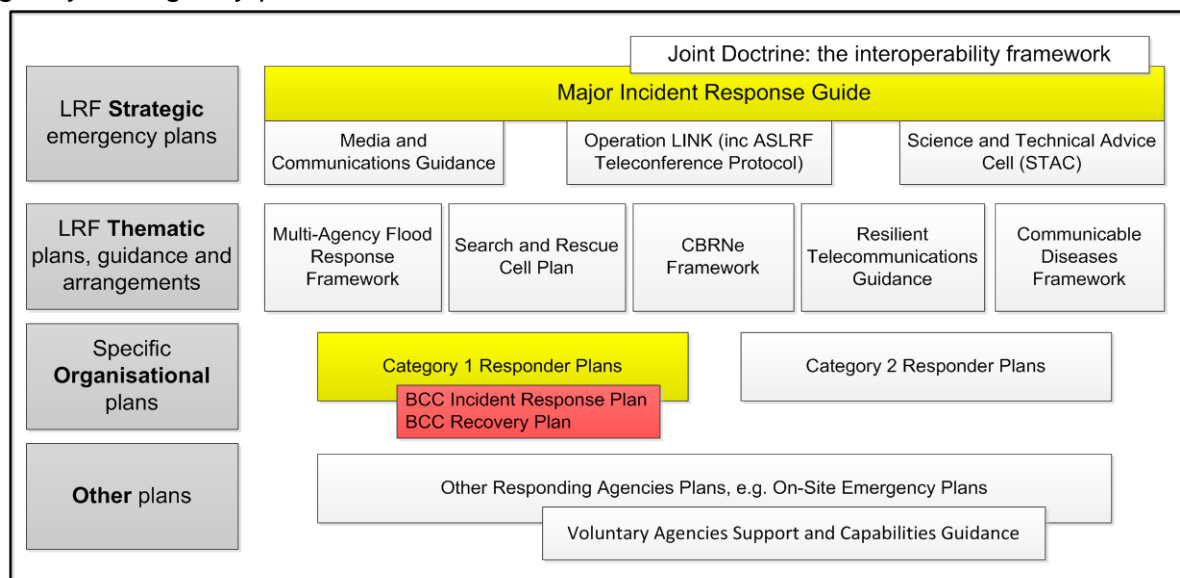 Joint Doctrine: the interoperability framework
LRF Strategic
emergency plans
Major Incident Response Guide
Media and
Communications Guidance
Operation LINK (inc ASLRF
Teleconference Protocol)
Science and Technical Advice
Cell (STAC)
LRF Thematic
plans, guidance and
arrangements
Multi-Agency Flood
Response
Framework
Search and Rescue
Cell Plan
CBRNe
Framework
Resilient
Telecommunications
Guidance
Communicable
Diseases
Framework
Specific
Organisational
plans
Category 1 Responder Plans
BCC Incident Response Plan
BCC Recovery Plan
Category 2 Responder Plans
Other plans
Other Responding Agencies Plans, e.g. On-Site Emergency Plans
Voluntary Agencies Support and Capabilities Guidance